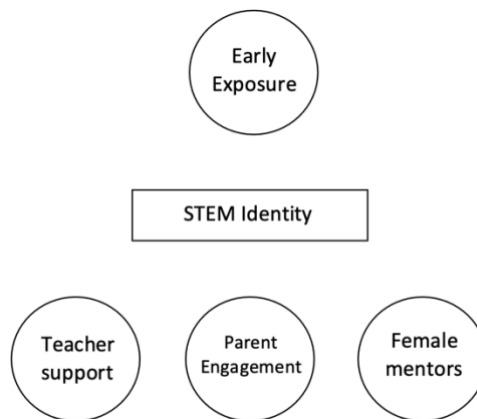 Early
Exposure
STEM Identity
Teacher
support
Parent
Engagement
Female
mentors